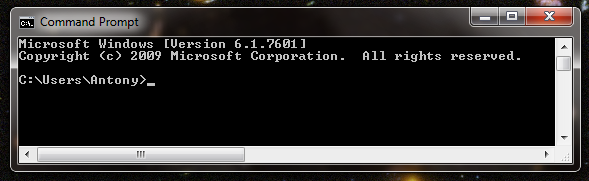 Command Prompt
Microsoft Windows [Version 6.1.7601]
Copyright (c) 2009 Microsoft Corporation.  All rights reserved.
C:\Users\Antony>_